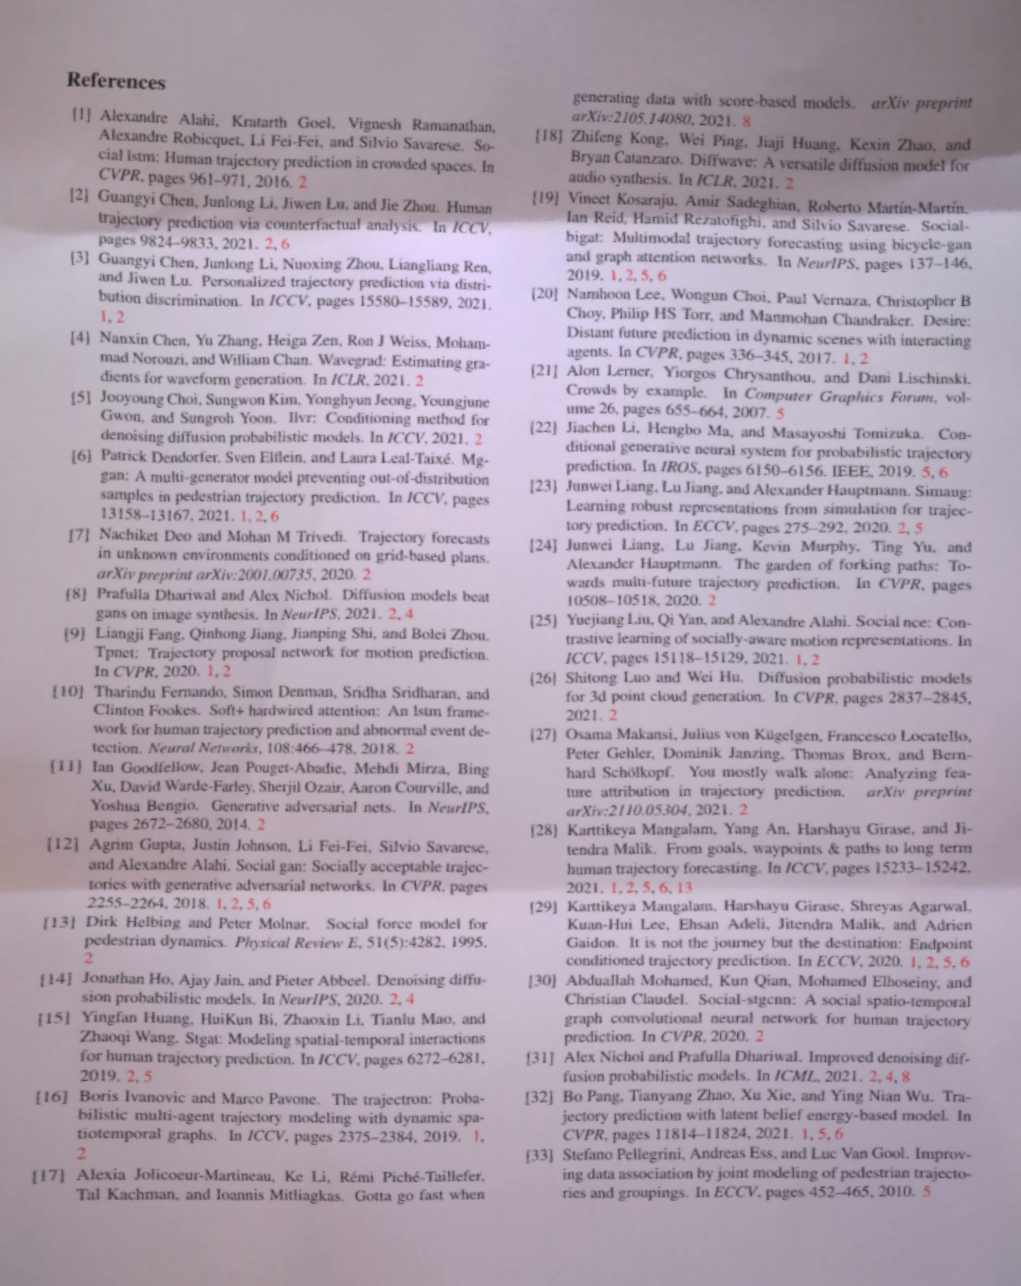 References
[1] Alexandre Alahi, Kratarth Goel, Vignesh Ramanathan,
Alexandre Robicquet, Li Fei-Fei, and Silvio Savarese. So-
cial lstm: Human trajectory prediction in crowded spaces. In
CVPR, pages 961–971, 2016. 2
[2] Guangyi Chen, Junlong Li, Jiwen Lu, and Jie Zhou. Human
trajectory prediction via counterfactual analysis. In ICCV,
pages 9824–9833, 2021. 2, 6
[3] Guangyi Chen, Junlong Li, Nuoxing Zhou, Liangliang Ren,
and Jiwen Lu. Personalized trajectory prediction via distri-
bution discrimination. In ICCV, pages 15580–15589, 2021.
1, 2
[4] Nanxin Chen, Yu Zhang, Heiga Zen, Ron J Weiss, Moham-
mad Norouzi, and William Chan. Wavegrad: Estimating gra-
dients for waveform generation. In ICLR, 2021. 2
[5] Jooyoung Choi, Sungwon Kim, Yonghyun Jeong, Youngjune
Gwon, and Sungroh Yoon. Ilvr: Conditioning method for
denoising diffusion probabilistic models. In ICCV, 2021. 2
[6] Patrick Dendorfer, Sven Elflein, and Laura Leal-Taixé. Mg-
gan: A multi-generator model preventing out-of-distribution
samples in pedestrian trajectory prediction. In ICCV, pages
13158–13167, 2021. 1, 2, 6
[7] Nachiket Deo and Mohan M Trivedi. Trajectory forecasts
in unknown environments conditioned on grid-based plans.
arXiv preprint arXiv:2001.00735, 2020. 2
[8] Prafulla Dhariwal and Alex Nichol. Diffusion models beat
gans on image synthesis. In NeurIPS, 2021. 2, 4
[9] Liangji Fang, Qinhong Jiang, Jianping Shi, and Bolei Zhou.
Tpnet: Trajectory proposal network for motion prediction.
In CVPR, 2020. 1, 2
[10] Tharindu Fernando, Simon Denman, Sridha Sridharan, and
Clinton Fookes. Soft+ hardwired attention: An lstm frame-
work for human trajectory prediction and abnormal event de-
tection. Neural Networks, 108:466–478, 2018. 2
[11] Ian Goodfellow, Jean Pouget-Abadie, Mehdi Mirza, Bing
Xu, David Warde-Farley, Sherjil Ozair, Aaron Courville, and
Yoshua Bengio. Generative adversarial nets. In NeurIPS,
pages 2672–2680, 2014. 2
[12] Agrim Gupta, Justin Johnson, Li Fei-Fei, Silvio Savarese,
and Alexandre Alahi. Social gan: Socially acceptable trajec-
tories with generative adversarial networks. In CVPR, pages
2255–2264, 2018. 1, 2, 5, 6
[13] Dirk Helbing and Peter Molnar. Social force model for
pedestrian dynamics. Physical Review E, 51(5):4282, 1995.
2
[14] Jonathan Ho, Ajay Jain, and Pieter Abbeel. Denoising diffu-
sion probabilistic models. In NeurIPS, 2020. 2, 4
[15] Yingfan Huang, HuiKun Bi, Zhaoxin Li, Tianlu Mao, and
Zhaoqi Wang. Stgat: Modeling spatial-temporal interactions
for human trajectory prediction. In ICCV, pages 6272–6281,
2019. 2, 5
[16] Boris Ivanovic and Marco Pavone. The trajectron: Proba-
bilistic multi-agent trajectory modeling with dynamic spa-
tiotemporal graphs. In ICCV, pages 2375–2384, 2019. 1,
2
[17] Alexia Jolicoeur-Martineau, Ke Li, Rémi Piché-Taillefer,
Tal Kachman, and Ioannis Mitliagkas. Gotta go fast when
generating data with score-based models. arXiv preprint
arXiv:2105.14080, 2021. 8
[18] Zhifeng Kong, Wei Ping, Jiaji Huang, Kexin Zhao, and
Bryan Catanzaro. Diffwave: A versatile diffusion model for
audio synthesis. In ICLR, 2021. 2
[19] Vineet Kosaraju, Amir Sadeghian, Roberto Martín-Martín,
Ian Reid, Hamid Rezatofighi, and Silvio Savarese. Social-
bigat: Multimodal trajectory forecasting using bicycle-gan
and graph attention networks. In NeurIPS, pages 137–146,
2019. 1, 2, 5, 6
[20] Namhoon Lee, Wongun Choi, Paul Vernaza, Christopher B
Choy, Philip HS Torr, and Manmohan Chandraker. Desire:
Distant future prediction in dynamic scenes with interacting
agents. In CVPR, pages 336–345, 2017. 1, 2
[21] Alon Lerner, Yiorgos Chrysanthou, and Dani Lischinski.
Crowds by example. In Computer Graphics Forum, vol-
ume 26, pages 655–664, 2007. 5
[22] Jiachen Li, Hengbo Ma, and Masayoshi Tomizuka. Con-
ditional generative neural system for probabilistic trajectory
prediction. In IROS, pages 6150–6156. IEEE, 2019. 5, 6
[23] Junwei Liang, Lu Jiang, and Alexander Hauptmann. Simaug:
Learning robust representations from simulation for trajec-
tory prediction. In ECCV, pages 275–292, 2020. 2, 5
[24] Junwei Liang, Lu Jiang, Kevin Murphy, Ting Yu, and
Alexander Hauptmann. The garden of forking paths: To-
wards multi-future trajectory prediction. In CVPR, pages
10508–10518, 2020. 2
[25] Yuejiang Liu, Qi Yan, and Alexandre Alahi. Social nce: Con-
trastive learning of socially-aware motion representations. In
ICCV, pages 15118–15129, 2021. 1, 2
[26] Shitong Luo and Wei Hu. Diffusion probabilistic models
for 3d point cloud generation. In CVPR, pages 2837–2845,
2021. 2
[27] Osama Makansi, Julius von Kügelgen, Francesco Locatello,
Peter Gehler, Dominik Janzing, Thomas Brox, and Bern-
hard Schölkopf. You mostly walk alone: Analyzing fea-
ture attribution in trajectory prediction. arXiv preprint
arXiv:2110.05304, 2021. 2
[28] Karttikeya Mangalam, Yang An, Harshayu Girase, and Ji-
tendra Malik. From goals, waypoints & paths to long term
human trajectory forecasting. In ICCV, pages 15233–15242,
2021. 1, 2, 5, 6, 13
[29] Karttikeya Mangalam, Harshayu Girase, Shreyas Agarwal,
Kuan-Hui Lee, Ehsan Adeli, Jitendra Malik, and Adrien
Gaidon. It is not the journey but the destination: Endpoint
conditioned trajectory prediction. In ECCV, 2020. 1, 2, 5, 6
[30] Abduallah Mohamed, Kun Qian, Mohamed Elhoseiny, and
Christian Claudel. Social-stgcnn: A social spatio-temporal
graph convolutional neural network for human trajectory
prediction. In CVPR, 2020. 2
[31] Alex Nichol and Prafulla Dhariwal. Improved denoising dif-
fusion probabilistic models. In ICML, 2021. 2, 4, 8
[32] Bo Pang, Tianyang Zhao, Xu Xie, and Ying Nian Wu. Tra-
jectory prediction with latent belief energy-based model. In
CVPR, pages 11814–11824, 2021. 1, 5, 6
[33] Stefano Pellegrini, Andreas Ess, and Luc Van Gool. Improv-
ing data association by joint modeling of pedestrian trajecto-
ries and groupings. In ECCV, pages 452–465, 2010. 5